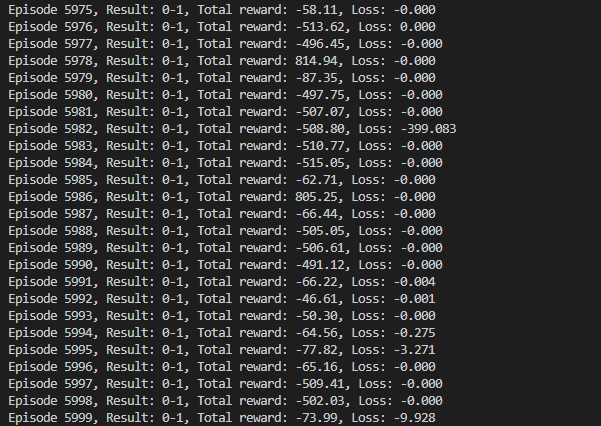 Episode 5975, Result: 0-1, Total reward: -58.11, Loss: -0.000
Episode 5976, Result: 0-1, Total reward: -513.62, Loss: 0.000
Episode 5977, Result: 0-1, Total reward: -496.45, Loss: -0.000
Episode 5978, Result: 0-1, Total reward: 814.94, Loss: -0.000
Episode 5979, Result: 0-1, Total reward: -87.35, Loss: -0.000
Episode 5980, Result: 0-1, Total reward: -497.75, Loss: -0.000
Episode 5981, Result: 0-1, Total reward: -507.07, Loss: -0.000
Episode 5982, Result: 0-1, Total reward: -508.80, Loss: -399.083
Episode 5983, Result: 0-1, Total reward: -510.77, Loss: -0.000
Episode 5984, Result: 0-1, Total reward: -515.05, Loss: -0.000
Episode 5985, Result: 0-1, Total reward: -62.71, Loss: -0.000
Episode 5986, Result: 0-1, Total reward: 805.25, Loss: -0.000
Episode 5987, Result: 0-1, Total reward: -66.44, Loss: -0.000
Episode 5988, Result: 0-1, Total reward: -505.05, Loss: -0.000
Episode 5989, Result: 0-1, Total reward: -506.61, Loss: -0.000
Episode 5990, Result: 0-1, Total reward: -491.12, Loss: -0.000
Episode 5991, Result: 0-1, Total reward: -66.22, Loss: -0.004
Episode 5992, Result: 0-1, Total reward: -46.61, Loss: -0.001
Episode 5993, Result: 0-1, Total reward: -50.30, Loss: -0.000
Episode 5994, Result: 0-1, Total reward: -64.56, Loss: -0.275
Episode 5995, Result: 0-1, Total reward: -77.82, Loss: -3.271
Episode 5996, Result: 0-1, Total reward: -65.16, Loss: -0.000
Episode 5997, Result: 0-1, Total reward: -509.41, Loss: -0.000
Episode 5998, Result: 0-1, Total reward: -502.03, Loss: -0.000
Episode 5999, Result: 0-1, Total reward: -73.99, Loss: -9.928